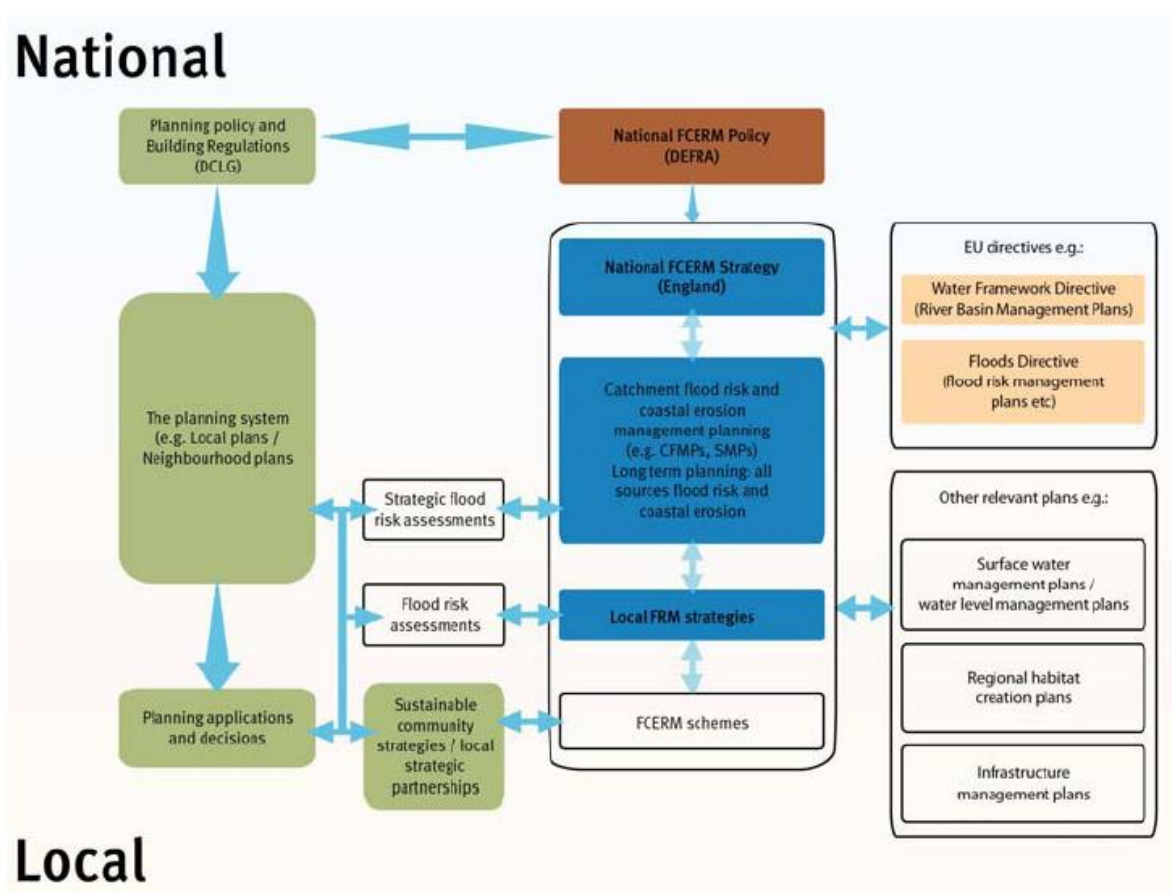 National
Planning policy and
Building Regulations
(DCLG)
National FCERM Policy
(DEFRA)
National FCERM Strategy
(England)
EU directives e.g.:
Water Framework Directive
(River Basin Management Plans)
Floods Directive
(flood risk management
plans etc)
The planning system
(e.g. Local plans /
Neighbourhood plans
Catchment flood risk and
coastal erosion
management planning
(e.g. CFMPs, SMPs)
Long term planning: all
sources flood risk and
coastal erosion
Strategic flood
risk assessments
Other relevant plans e.g.:
Surface water
management plans /
water level management plans
Flood risk
assessments
Local FRM strategies
Regional habitat
creation plans
Planning applications
and decisions
Sustainable
community
strategies / local
strategic
partnerships
FCERM schemes
Infrastructure
management plans
Local